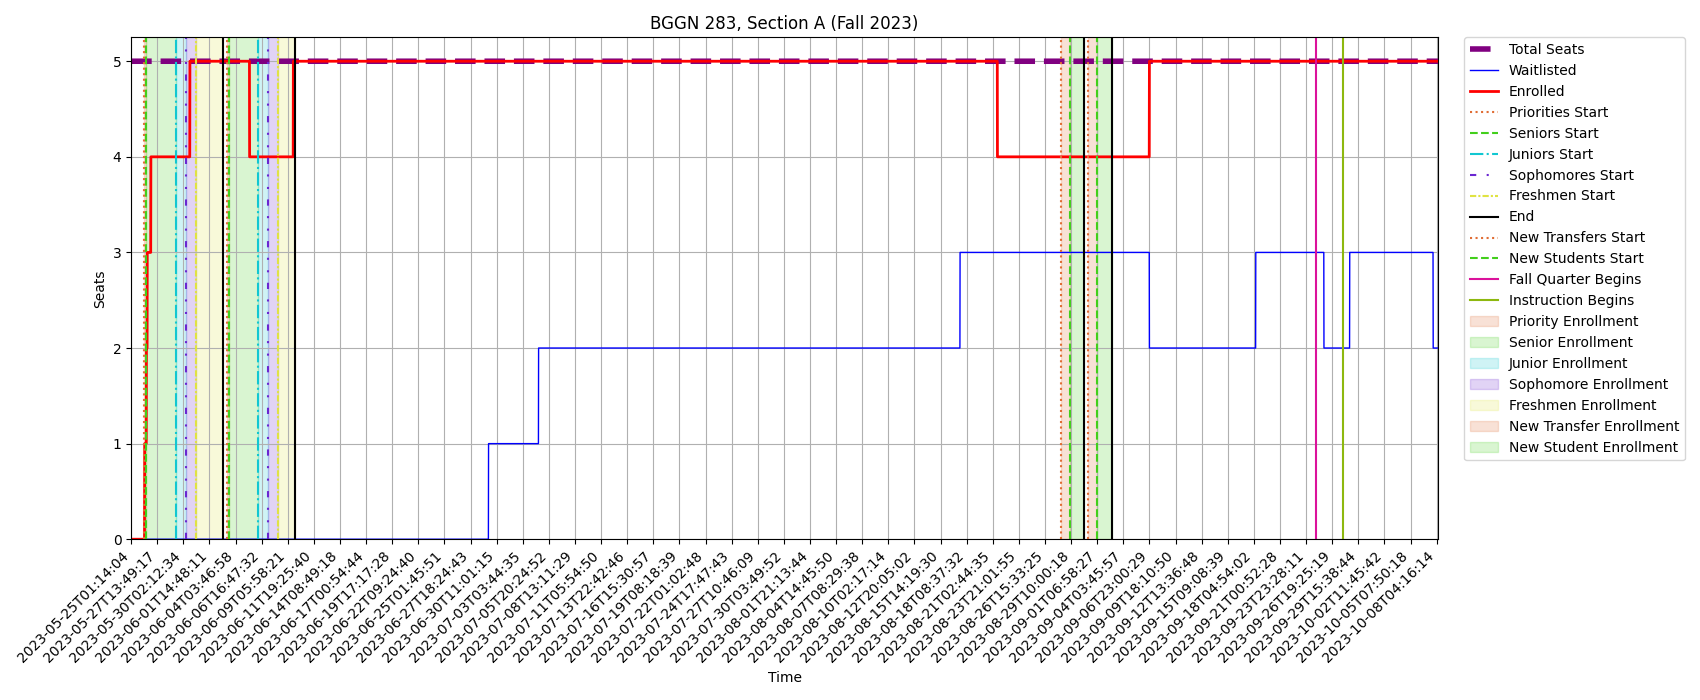 BGGN 283, Section A (Fall 2023)
Total Seats
Waitlisted
Enrolled
Priorities Start
Seniors Start
Juniors Start
Sophomores Start
Freshmen Start
End
New Transfers Start
New Students Start
Fall Quarter Begins
Instruction Begins
Priority Enrollment
Senior Enrollment
Junior Enrollment
Sophomore Enrollment
Freshmen Enrollment
New Transfer Enrollment
New Student Enrollment
Seats
5
4
3
2
1
0
2023-05-25T01:14:04
2023-05-27T13:49:17
2023-05-30T02:12:34
2023-06-01T14:48:11
2023-06-04T03:46:58
2023-06-06T16:47:32
2023-06-09T05:58:21
2023-06-11T19:25:40
2023-06-14T08:49:18
2023-06-17T00:54:44
2023-06-19T17:17:28
2023-06-22T09:24:40
2023-06-25T01:45:51
2023-06-27T18:24:43
2023-06-30T11:01:15
2023-07-03T03:44:35
2023-07-05T20:24:52
2023-07-08T13:11:29
2023-07-11T05:54:50
2023-07-13T22:42:46
2023-07-16T15:30:57
2023-07-19T08:18:39
2023-07-22T01:02:48
2023-07-24T17:47:43
2023-07-27T10:46:09
2023-07-30T03:49:52
2023-08-01T21:13:44
2023-08-04T14:45:50
2023-08-07T08:29:38
2023-08-10T02:17:14
2023-08-12T20:05:02
2023-08-15T14:19:30
2023-08-18T08:37:32
2023-08-21T02:44:35
2023-08-23T21:01:55
2023-08-26T15:33:25
2023-08-29T10:00:18
2023-09-01T06:58:27
2023-09-04T03:45:57
2023-09-06T23:00:29
2023-09-09T18:10:50
2023-09-12T13:36:48
2023-09-15T09:08:39
2023-09-18T04:54:02
2023-09-21T00:52:28
2023-09-23T23:28:11
2023-09-26T19:25:19
2023-09-29T15:38:44
2023-10-02T11:45:42
2023-10-05T07:50:18
2023-10-08T04:16:14
Time